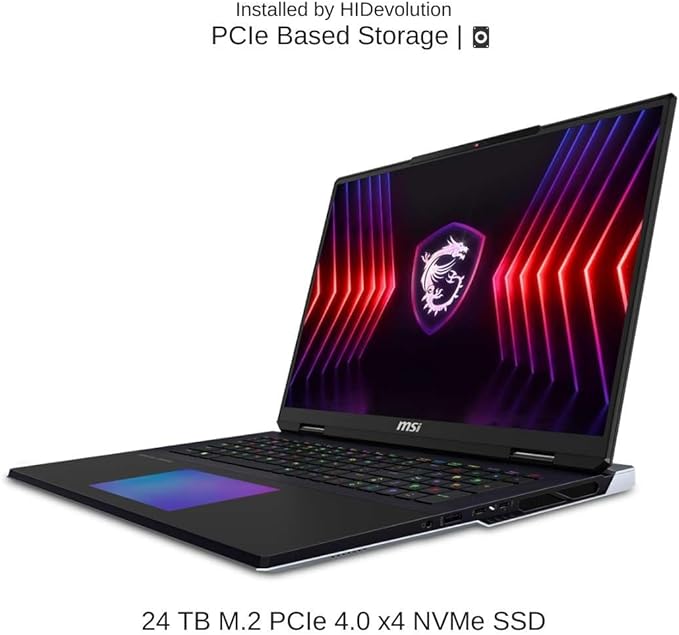 Installed by HIDevolution
PCIe Based Storage |
msi
24 TB M.2 PCIe 4.0 x4 NVMe SSD